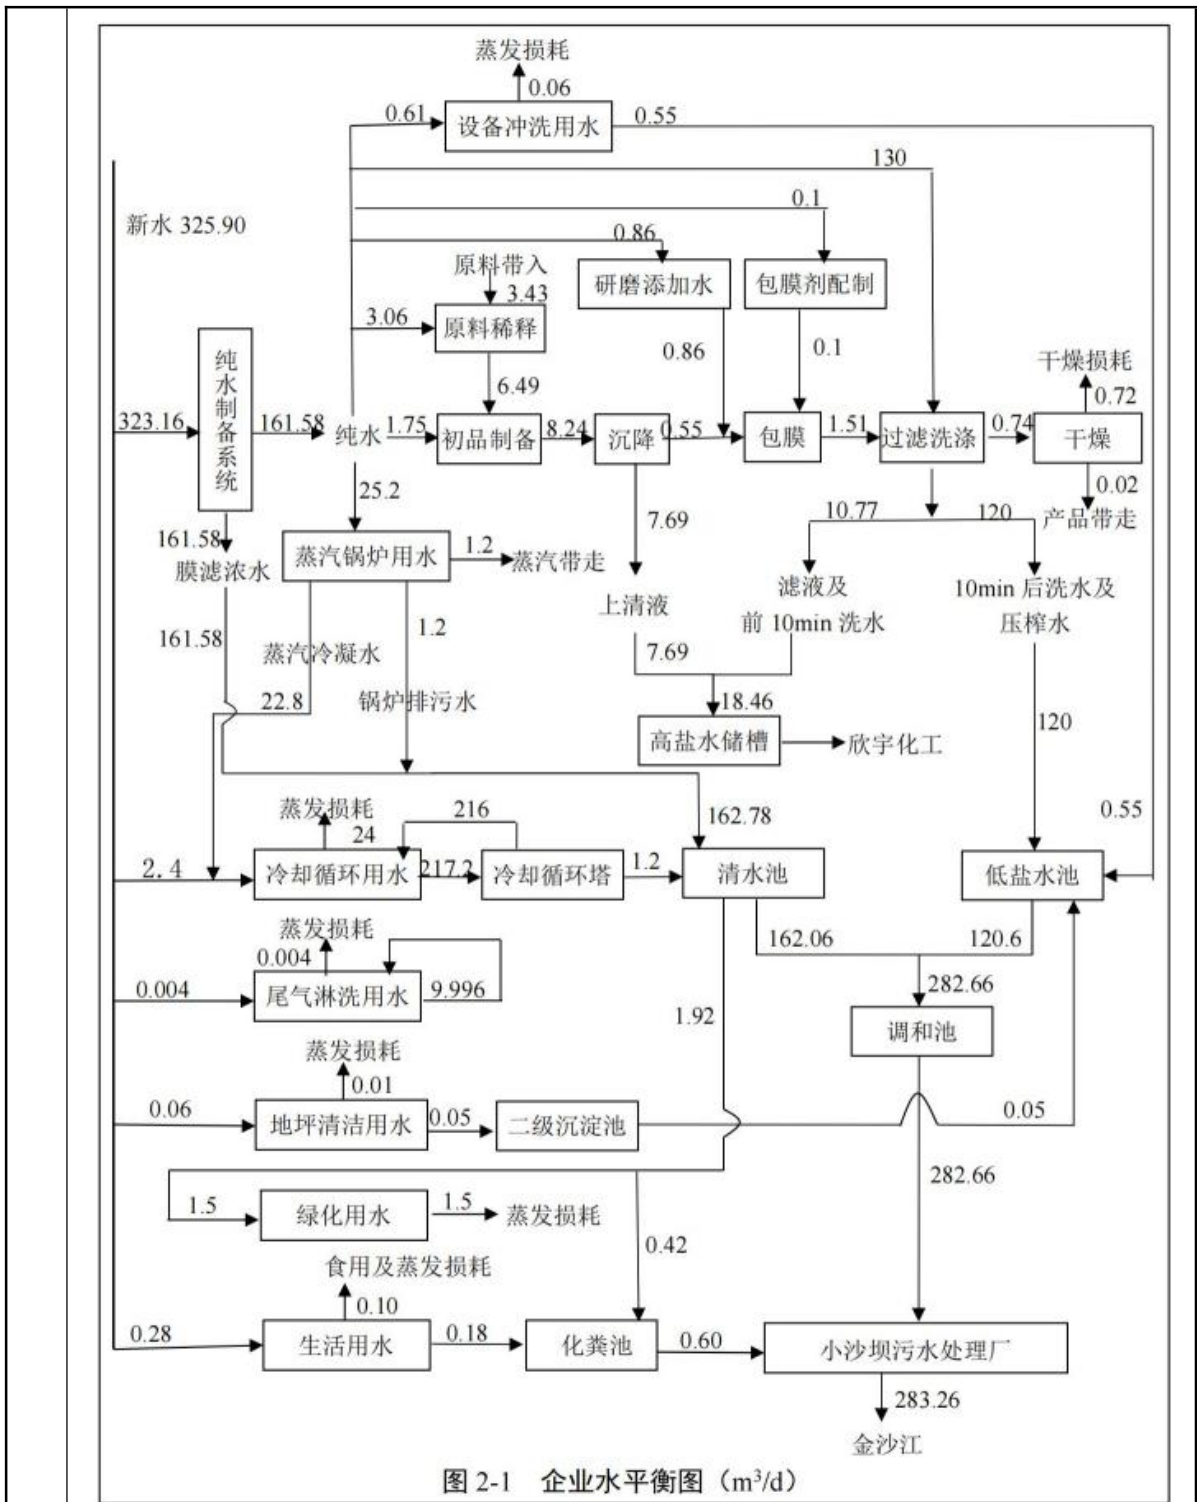 蒸发损耗
0.06
0.61
设备冲洗用水
0.55
130
新水 325.90
0.1
0.86
原料带入
3.43
研磨添加水
包膜剂配制
3.06
原料稀释
0.86
0.1
干燥损耗
0.72
纯水制备系统
6.49
323.16
161.58
纯水
1.75
初品制备
8.24
沉降
0.55
包膜
1.51
过滤洗涤
0.74
干燥
25.2
0.02
产品带走
7.69
10.77
120
161.58
膜滤浓水
蒸汽锅炉用水
1.2
蒸汽带走
上清液
滤液及
前 10min 洗水
10min 后洗水及
压榨水
161.58
蒸汽冷凝水
1.2
7.69
22.8
锅炉排污水
18.46
高盐水储槽
欣宇化工
120
蒸发损耗
24
216
162.78
0.55
2.4
冷却循环用水
217.2
冷却循环塔
1.2
清水池
低盐水池
蒸发损耗
0.004
162.06
120.6
0.004
尾气淋洗用水
9.996
282.66
1.92
调和池
蒸发损耗
0.01
0.06
地坪清洁用水
0.05
二级沉淀池
0.05
282.66
1.5
绿化用水
1.5
蒸发损耗
0.42
食用及蒸发损耗
0.10
0.28
生活用水
0.18
化粪池
0.60
小沙坝污水处理厂
283.26
金沙江
图 2-1 企业水平衡图（m³/d）